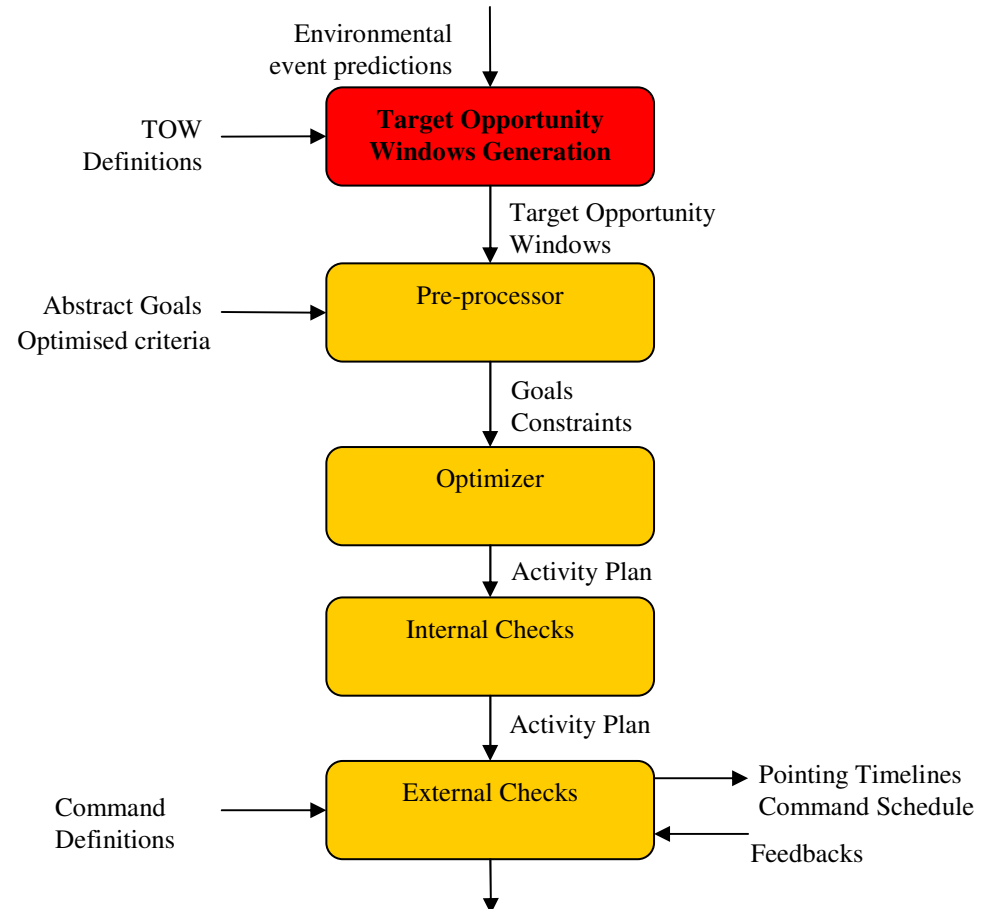 Environmental
event predictions
TOW
Definitions
Target Opportunity
Windows Generation
Target Opportunity
Windows
Abstract Goals
Optimised criteria
Pre-processor
Goals
Constraints
Optimizer
Activity Plan
Internal Checks
Activity Plan
Command
Definitions
External Checks
Pointing Timelines
Command Schedule
Feedbacks